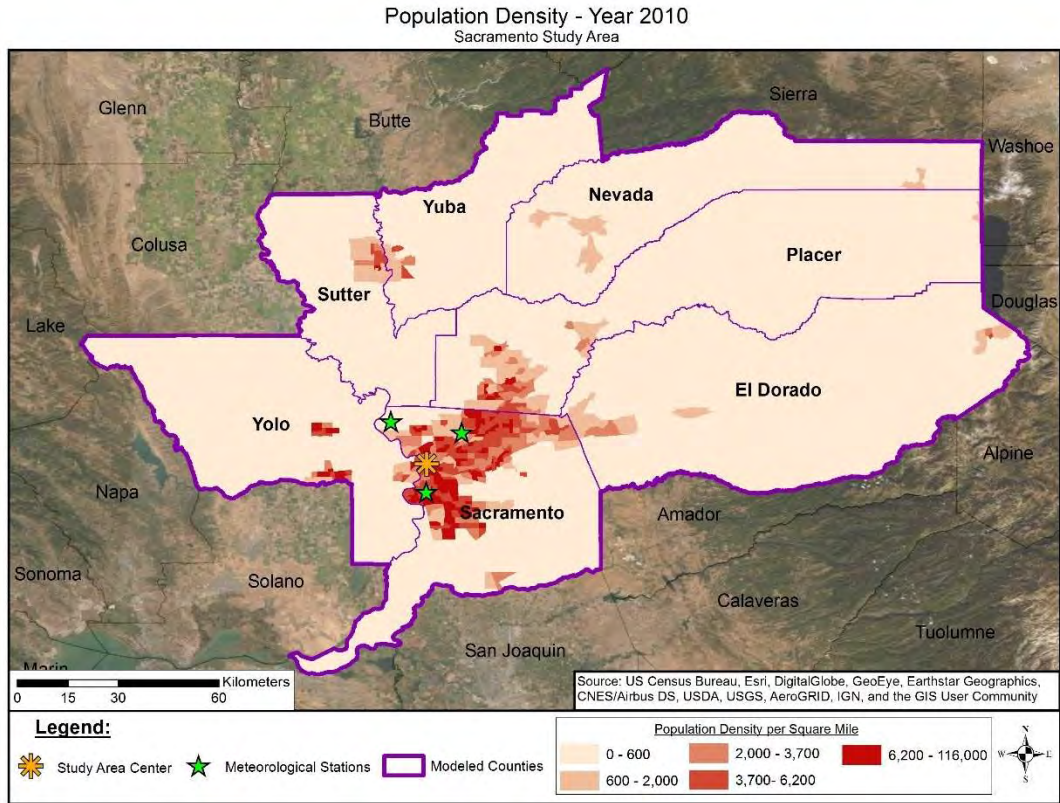 Population Density - Year 2010
Sacramento Study Area
Glenn
Butte
Sierra
Washoe
Colusa
Yuba
Nevada
Placer
Sutter
Douglas
Lake
El Dorado
Yolo
Alpine
Napa
Sacramento
Amador
Sonoma
Solano
Calaveras
San Joaquin
Tuolumne
Marin
Kilometers
0 15 30 60
Source: US Census Bureau, Esri, DigitalGlobe, GeoEye, Earthstar Geographics,
CNES/Airbus DS, USDA, USGS, AeroGRID, IGN, and the GIS User Community
Legend:
Study Area Center
Meteorological Stations
Modeled Counties
Population Density per Square Mile
0 - 600
2,000 - 3,700
6,200 - 116,000
600 - 2,000
3,700- 6,200
N
W E
S